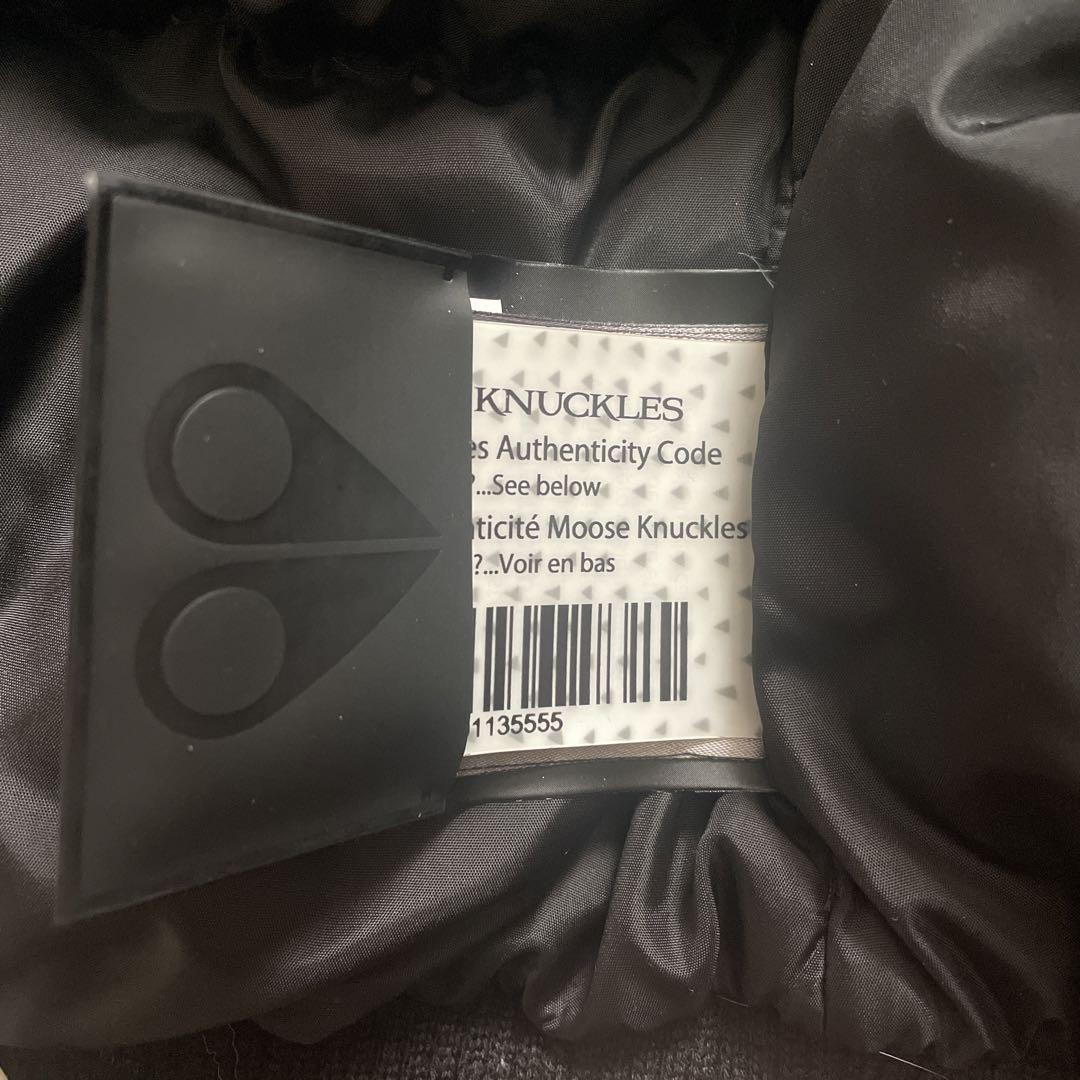 KNUCKLES
es Authenticity Code
?...See below
nticité Moose Knuckles
?...Voir en bas
1135555